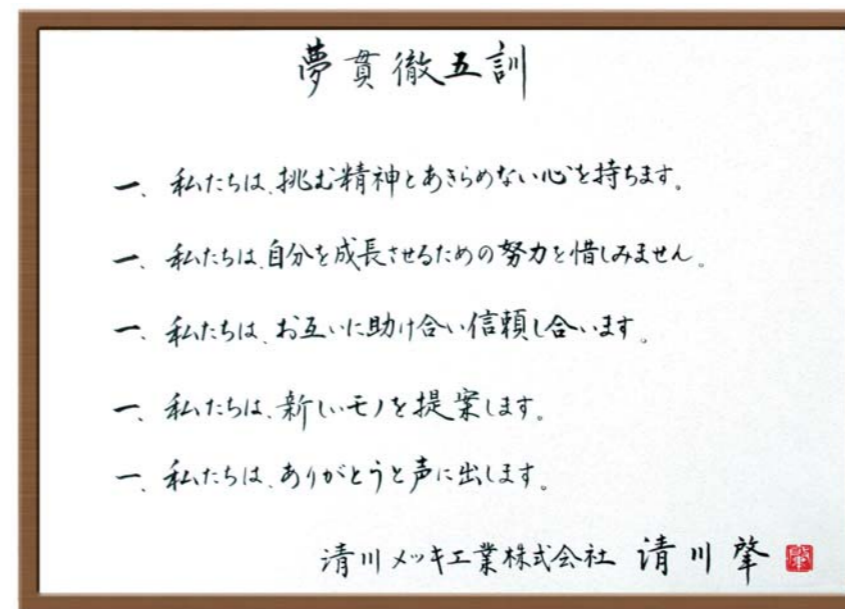 夢貫徹五訓
一、私たちは、挑む精神とあきらめない心を持ちます。
一、私たちは、自分を成長させるための努力を惜しみません。
一、私たちは、お互いに助け合い信頼し合います。
一、私たちは、新しいモノを提案します。
一、私たちは、ありがとうと声に出します。
清川メッキ工業株式会社 清川肇